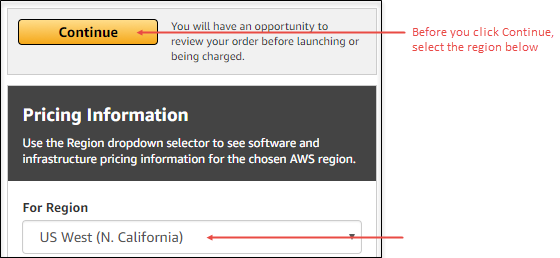 Continue
You will have an opportunity to
review your order before launching or
being charged.
Before you click Continue,
select the region below
Pricing Information
Use the Region dropdown selector to see software and
infrastructure pricing information for the chosen AWS region.
For Region
US West (N. California)